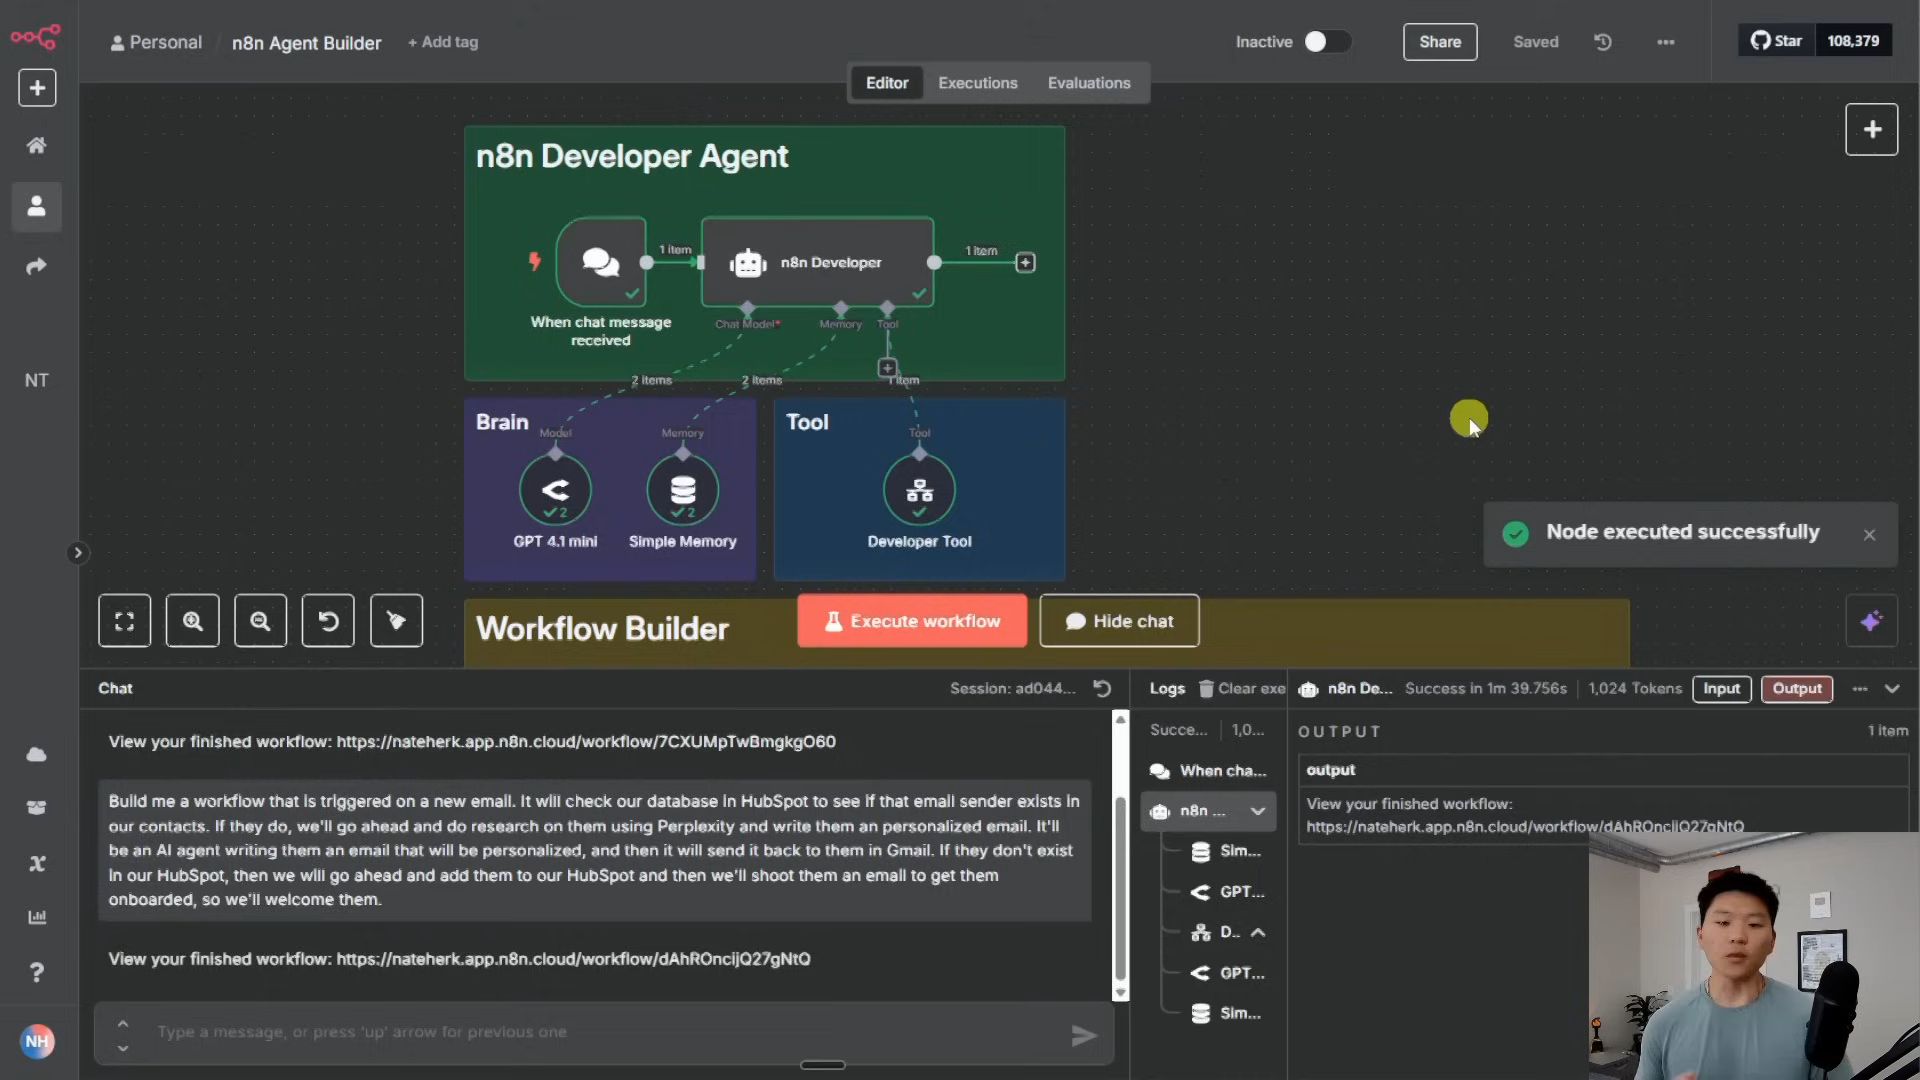 Personal
n8n Agent Builder
+ Add tag
Inactive
Share
Saved
Star
108,379
Editor
Executions
Evaluations
n8n Developer Agent
1 item
n8n Developer
1 item
When chat message
received
Chat Model*
Memory
Tool
2 items
2 items
1 item
NT
Brain
Model
Memory
Tool
Tool
2
2
GPT 4.1 mini
Simple Memory
Developer Tool
Node executed successfully
Workflow Builder
Execute workflow
Hide chat
Chat
Session: ad044...
View your finished workflow: https://nateherk.app.n8n.cloud/workflow/7CXUMpTwBmgkgO60
Build me a workflow that is triggered on a new email. It will check our database in HubSpot to see if that email sender exists in
our contacts. If they do, we'll go ahead and do research on them using Perplexity and write them an personalized email. It'll
be an AI agent writing them an email that will be personalized, and then it will send it back to them in Gmail. If they don't exist
in our HubSpot, then we will go ahead and add them to our HubSpot and then we'll shoot them an email to get them
onboarded, so we'll welcome them.
View your finished workflow: https://nateherk.app.n8n.cloud/workflow/dAhROncijQ27gNtQ
Type a message, or press 'up' arrow for previous one
NH
Logs
Clear exe
Succe...
1,0...
When cha...
n8n ...
Sim...
GPT...
D..
GPT...
Sim...
n8n De...
Success in 1m 39.756s
1,024 Tokens
Input
Output
OUTPUT
1 item
output
View your finished workflow:
https://nateherk.app.n8n.cloud/workflow/dAhROncijQ27gNtQ